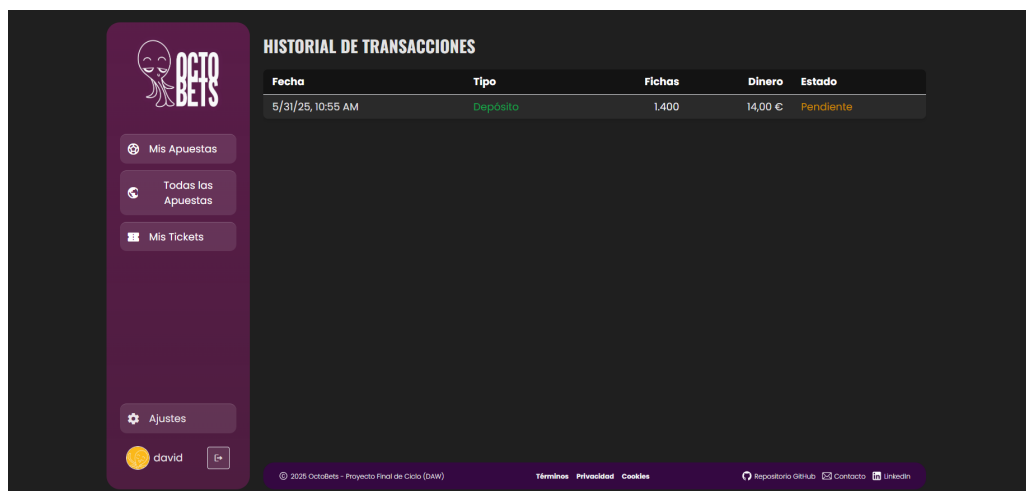 OCTO
BETS
Mis Apuestas
Todas las
Apuestas
Mis Tickets
Ajustes
david
HISTORIAL DE TRANSACCIONES
Fecha Tipo Fichas Dinero Estado
5/31/25, 10:55 AM Depósito 1.400 14,00 € Pendiente
© 2025 OctoBets - Proyecto Final de Ciclo (DAW) Términos Privacidad Cookies Repositorio GitHub Contacto LinkedIn